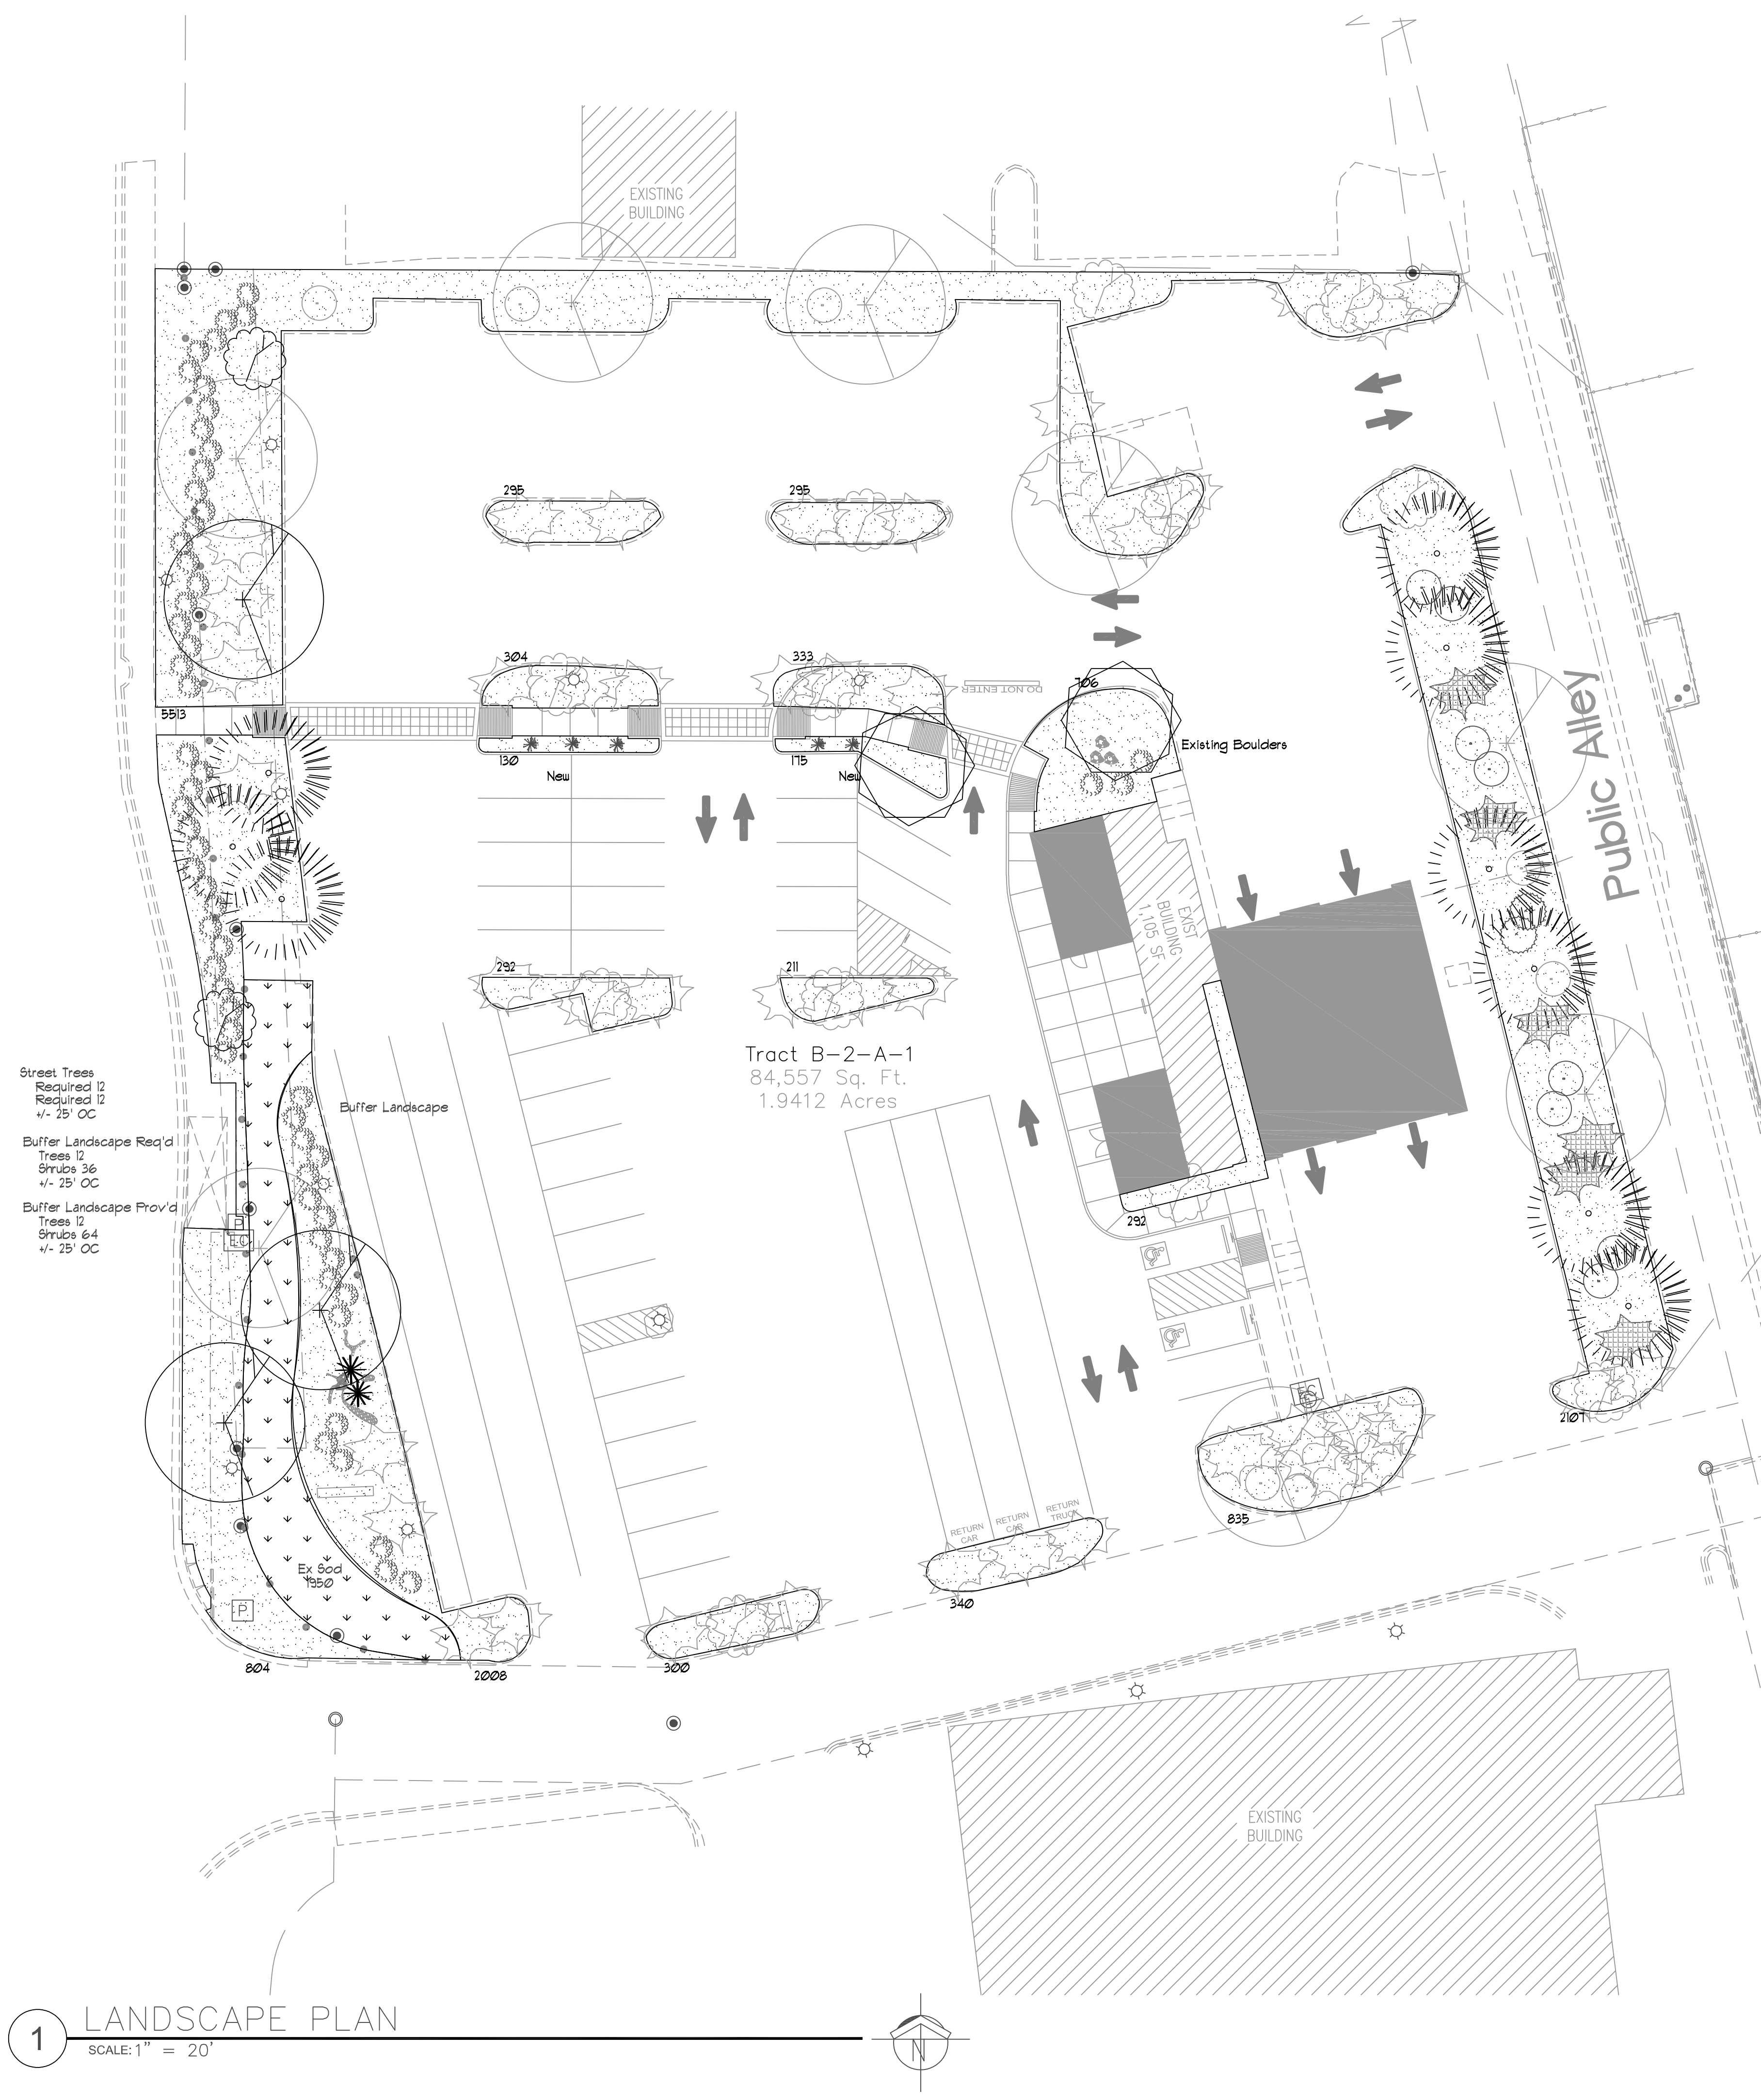 EXISTING
BUILDING
295
295
304
333
DO NOT ENTER
706
5513
Existing Boulders
130
175
New
New
Public Alley
EXIST
BUILDING
1,105 SF
292
211
Tract B-2-A-1
84,557 Sq. Ft.
1.9412 Acres
Street Trees
Required 12
Required 12
+/- 25' OC
Buffer Landscape
Buffer Landscape Req'd
Trees 12
Shrubs 36
+/- 25' OC
Buffer Landscape Prov'd
Trees 12
Shrubs 64
+/- 25' OC
292
P
2107
RETURN
CAR
RETURN
CAR
RETURN
TRUCK
835
Ex Sod
1950
340
P
804
2008
300
EXISTING
BUILDING
1
LANDSCAPE PLAN
SCALE: 1" = 20'
N